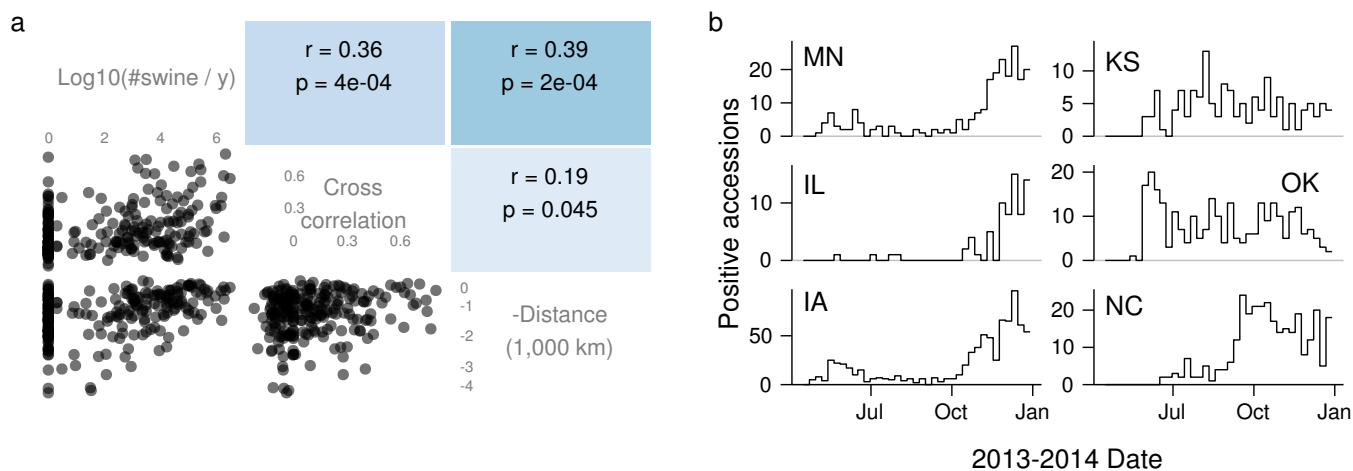 a
Log10(#swine / y)
r = 0.36
p = 4e-04
r = 0.39
p = 2e-04
0 2 4 6
0.6
0.3
Cross
correlation
0 0.3 0.6
r = 0.19
p = 0.045
0
-1
-2
-3
-4
-Distance
(1,000 km)
b
Positive accessions
MN
20
10
0
KS
10
5
0
IL
10
0
OK
20
10
0
IA
50
0
NC
20
10
0
Jul Oct Jan
Jul Oct Jan
2013-2014 Date